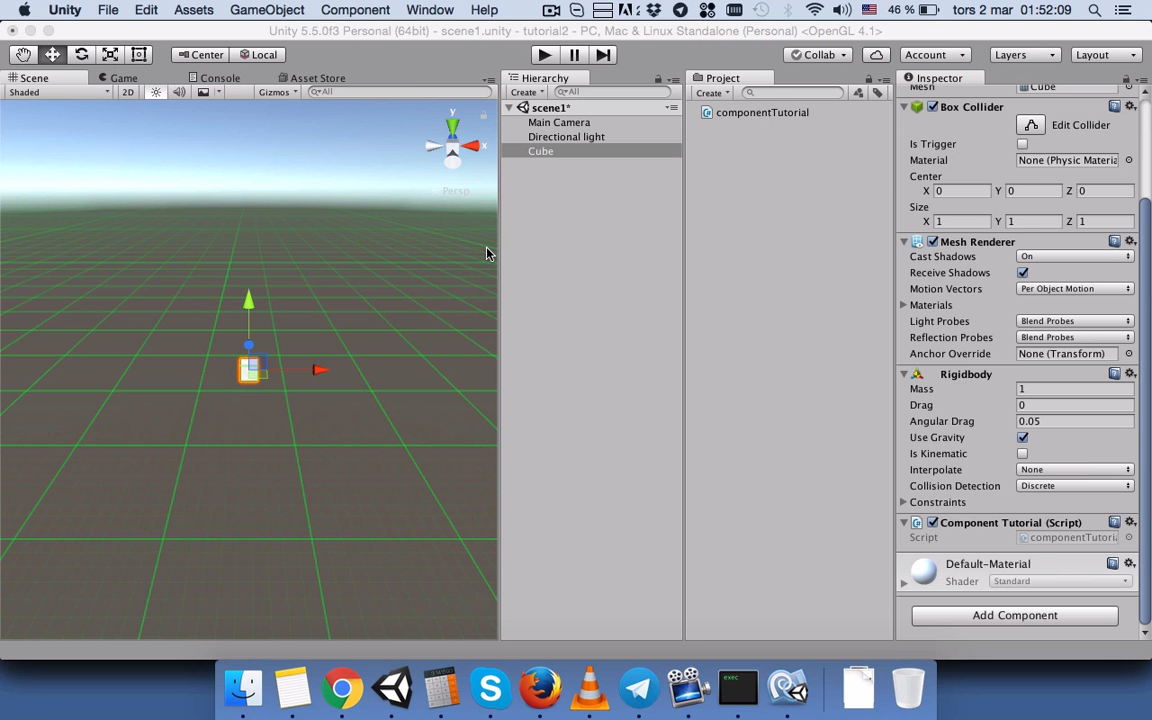 Unity File Edit Assets GameObject Component Window Help 46 % tors 2 mar 01:52:09
Unity 5.5.0f3 Personal (64bit) - scene1.unity - tutorial2 - PC, Mac & Linux Standalone (Personal) <OpenGL 4.1>
Center Local Collab Account Layers Layout
Scene Game Console Asset Store Hierarchy Project Inspector
Shaded 2D Gizmos All Create All Create
Mesh Cube
scene1*
Main Camera
Directional light
Cube
componentTutorial
y
x
Persp
Box Collider
Edit Collider
Is Trigger
Material None (Physic Materia
Center
X 0 Y 0 Z 0
Size
X 1 Y 1 Z 1
Mesh Renderer
Cast Shadows On
Receive Shadows
Motion Vectors Per Object Motion
Materials
Light Probes Blend Probes
Reflection Probes Blend Probes
Anchor Override None (Transform)
Rigidbody
Mass 1
Drag 0
Angular Drag 0.05
Use Gravity
Is Kinematic
Interpolate None
Collision Detection Discrete
Constraints
Component Tutorial (Script)
Script componentTutoria
Default-Material
Shader Standard
Add Component
exec